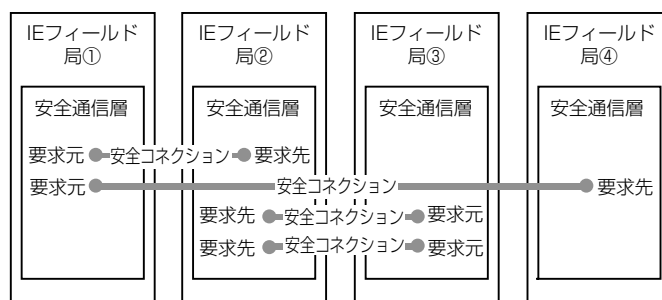 IEフィールド
局①
IEフィールド
局②
IEフィールド
局③
IEフィールド
局④
安全通信層
安全通信層
安全通信層
安全通信層
要求元 安全コネクション 要求先
要求元 安全コネクション 要求先
要求先 安全コネクション 要求元
要求先 安全コネクション 要求元